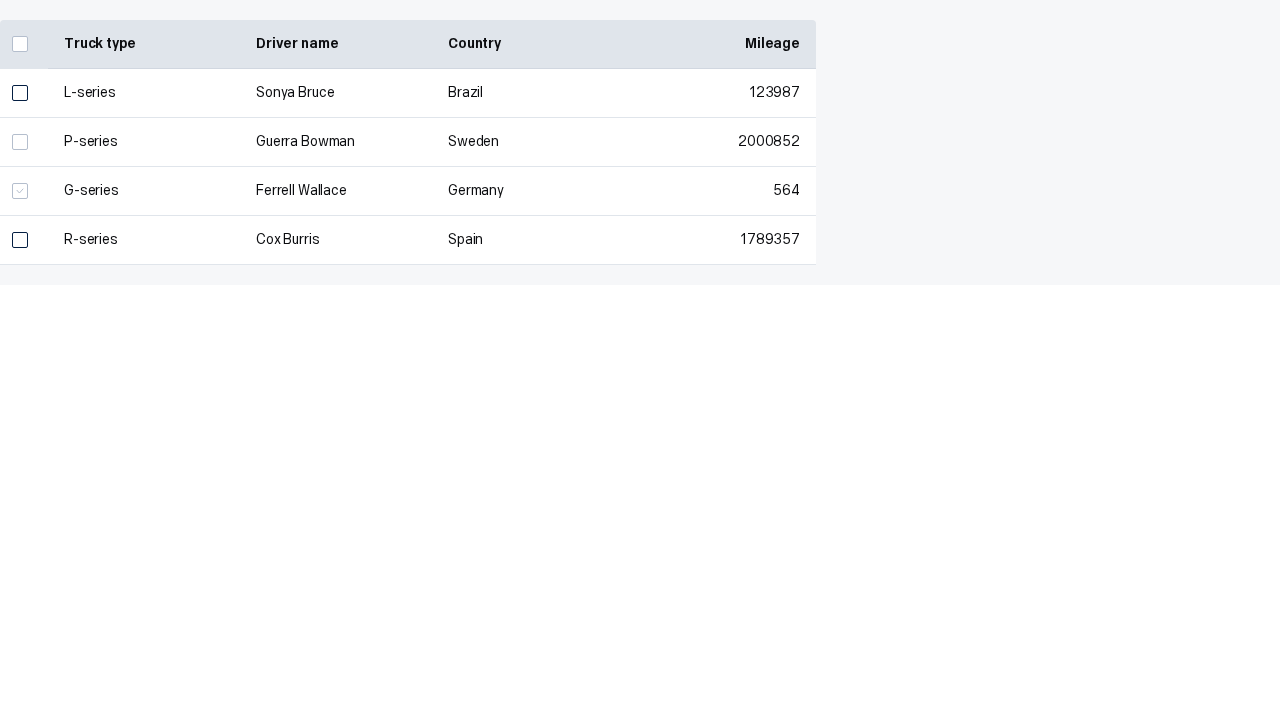 Truck type Driver name Country Mileage
L-series Sonya Bruce Brazil 123987
P-series Guerra Bowman Sweden 2000852
G-series Ferrell Wallace Germany 564
R-series Cox Burris Spain 1789357